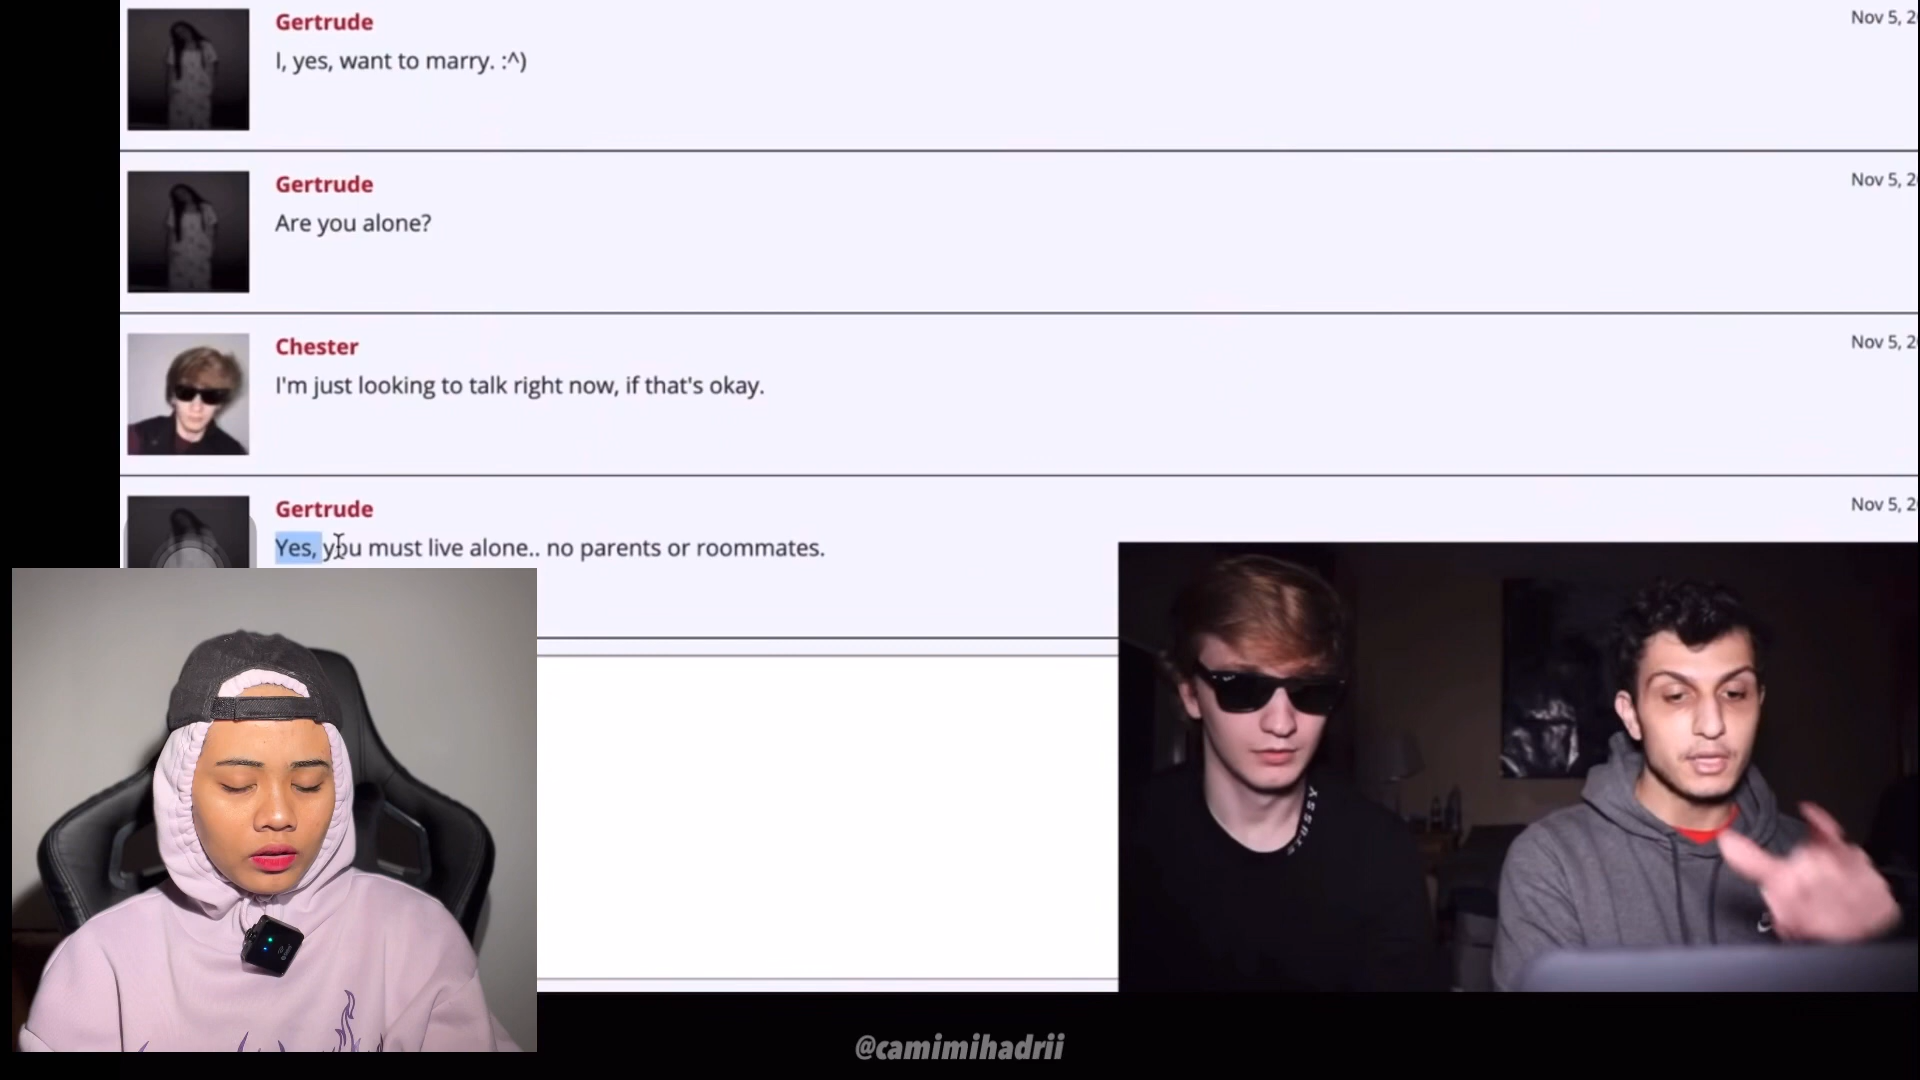 Gertrude
Nov 5, 2
I, yes, want to marry. :^)
Gertrude
Nov 5, 2
Are you alone?
Chester
Nov 5, 2
I'm just looking to talk right now, if that's okay.
Gertrude
Nov 5, 2
Yes, you must live alone.. no parents or roommates.
STUSSY
@camimihadrii